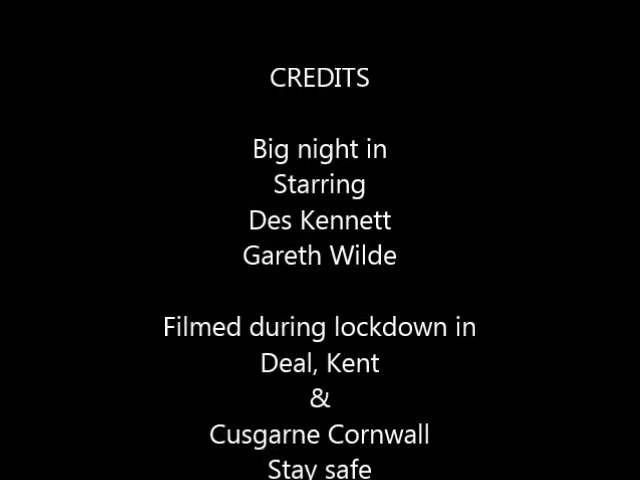 CREDITS
Big night in
Starring
Des Kennett
Gareth Wilde
Filmed during lockdown in
Deal, Kent
&
Cusgarne Cornwall
Stay safe